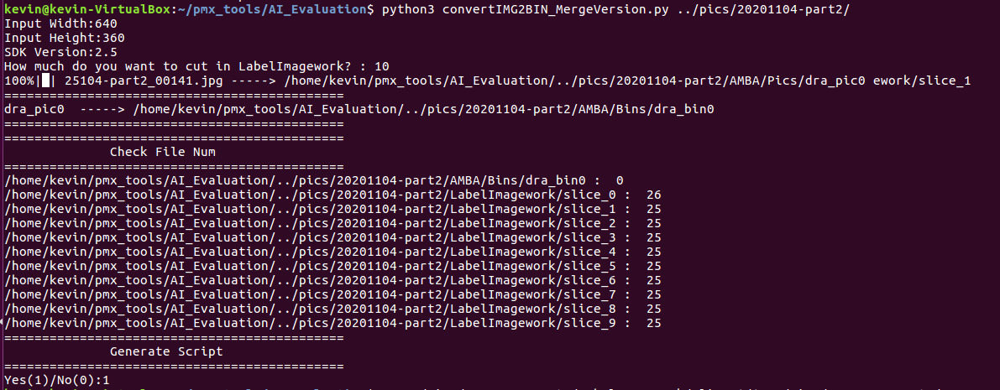 kevin@kevin-VirtualBox:~/pmx_tools/AI_Evaluation$ python3 convertIMG2BIN_MergeVersion.py ../pics/20201104-part2/
Input Width:640
Input Height:360
SDK Version:2.5
How much do you want to cut in LabelImagework? : 10
100%|█| 25104-part2_00141.jpg -----> /home/kevin/pmx_tools/AI_Evaluation/../pics/20201104-part2/AMBA/Pics/dra_pic0 ework/slice_1
=============================================
dra_pic0  -----> /home/kevin/pmx_tools/AI_Evaluation/../pics/20201104-part2/AMBA/Bins/dra_bin0
=============================================
=============================================
Check File Num
=============================================
/home/kevin/pmx_tools/AI_Evaluation/../pics/20201104-part2/AMBA/Bins/dra_bin0 :  0
/home/kevin/pmx_tools/AI_Evaluation/../pics/20201104-part2/LabelImagework/slice_0 :  26
/home/kevin/pmx_tools/AI_Evaluation/../pics/20201104-part2/LabelImagework/slice_1 :  25
/home/kevin/pmx_tools/AI_Evaluation/../pics/20201104-part2/LabelImagework/slice_2 :  25
/home/kevin/pmx_tools/AI_Evaluation/../pics/20201104-part2/LabelImagework/slice_3 :  25
/home/kevin/pmx_tools/AI_Evaluation/../pics/20201104-part2/LabelImagework/slice_4 :  25
/home/kevin/pmx_tools/AI_Evaluation/../pics/20201104-part2/LabelImagework/slice_5 :  25
/home/kevin/pmx_tools/AI_Evaluation/../pics/20201104-part2/LabelImagework/slice_6 :  25
/home/kevin/pmx_tools/AI_Evaluation/../pics/20201104-part2/LabelImagework/slice_7 :  25
/home/kevin/pmx_tools/AI_Evaluation/../pics/20201104-part2/LabelImagework/slice_8 :  25
/home/kevin/pmx_tools/AI_Evaluation/../pics/20201104-part2/LabelImagework/slice_9 :  25
=============================================
Generate Script
=============================================
Yes(1)/No(0):1